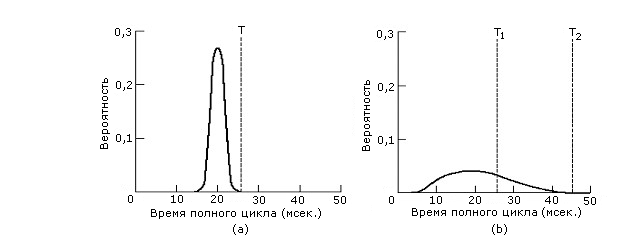 T
0,3
0,2
0,1
Вероятность
0 10 20 30 40 50
Время полного цикла (мсек.)
(a)
T1 T2
0,3
0,2
0,1
Вероятность
0 10 20 30 40 50
Время полного цикла (мсек.)
(b)